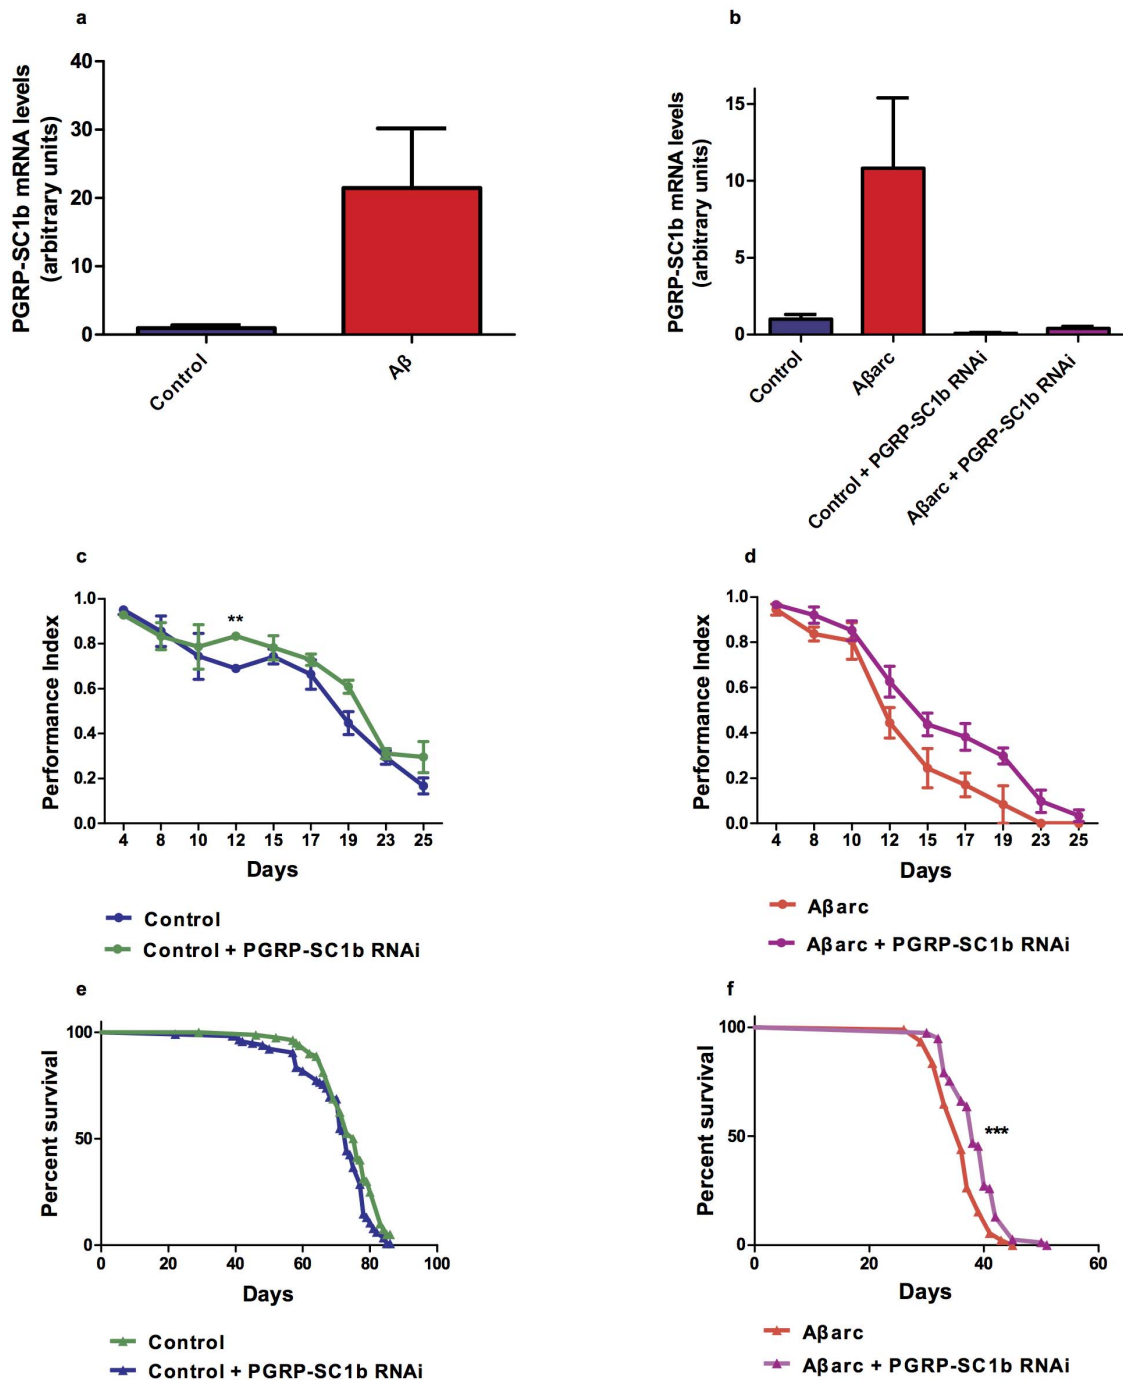 a
PGRP-SC1b mRNA levels
(arbitrary units)
40
30
20
10
0
Control
Aβ
b
PGRP-SC1b mRNA levels
(arbitrary units)
15
10
5
0
Control
Aβarc
Control + PGRP-SC1b RNAi
Aβarc + PGRP-SC1b RNAi
c
Performance Index
1.0
0.8
0.6
0.4
0.2
0.0
**
4 8 10 12 15 17 19 23 25
Days
Control
Control + PGRP-SC1b RNAi
d
Performance Index
1.0
0.8
0.6
0.4
0.2
0.0
4 8 10 12 15 17 19 23 25
Days
Aβarc
Aβarc + PGRP-SC1b RNAi
e
Percent survival
100
50
0
0 20 40 60 80 100
Days
Control
Control + PGRP-SC1b RNAi
f
Percent survival
100
50
0
***
0 20 40 60
Days
Aβarc
Aβarc + PGRP-SC1b RNAi